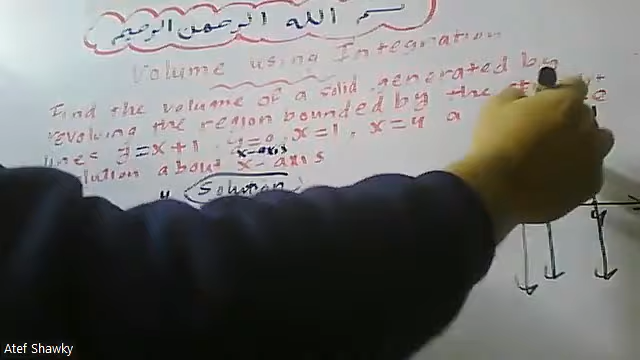 بسم الله الرحمن الرحيم
Volume using Integration
Find the volume of a solid generated by
revolving the region bounded by the
lines y=x+1, y=0, x=1, x=4 a
x-axis
lution about x-axis
y
Solution
Atef Shawky